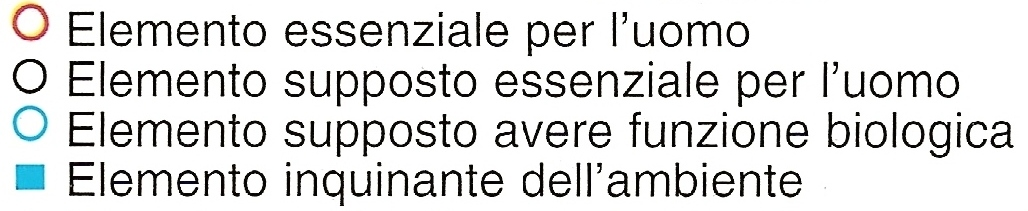 Elemento essenziale per l'uomo
Elemento supposto essenziale per l'uomo
Elemento supposto avere funzione biologica
Elemento inquinante dell'ambiente